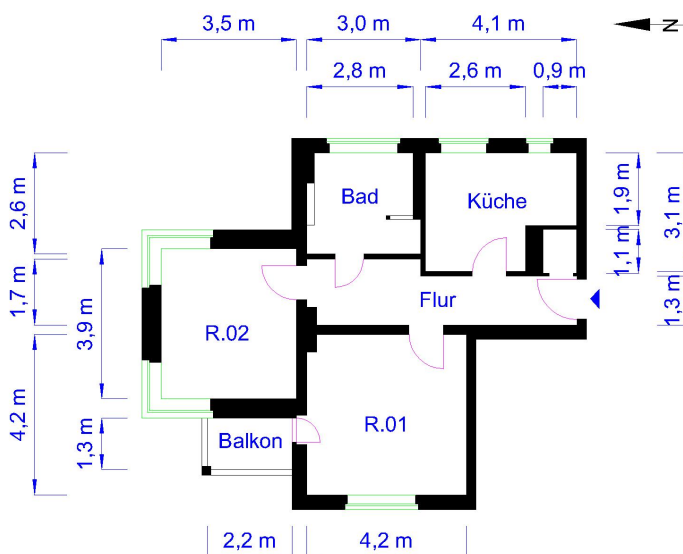 3,5 m
3,0 m
4,1 m
N
2,8 m
2,6 m
0,9 m
2,6 m
Bad
Küche
1,9 m
3,1 m
1,1 m
1,7 m
3,9 m
R.02
Flur
1,3 m
4,2 m
1,3 m
Balkon
R.01
2,2 m
4,2 m